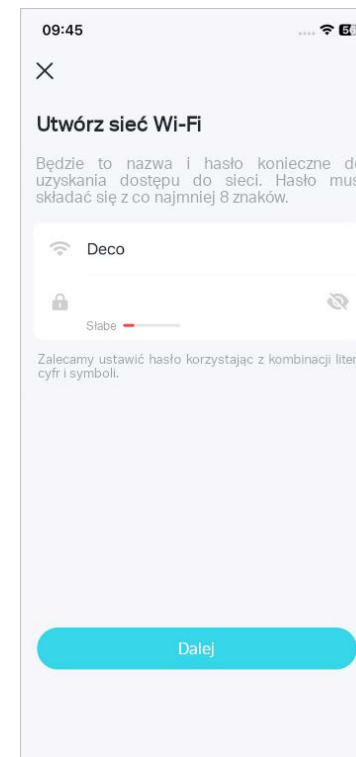 09:45
Utwórz sieć Wi-Fi
Będzie to nazwa i hasło konieczne d
uzyskania dostępu do sieci. Hasło mus
składać się z co najmniej 8 znaków.
Deco
Słabe
Zalecamy ustawić hasło korzystając z kombinacji liter
cyfr i symboli.
Dalej